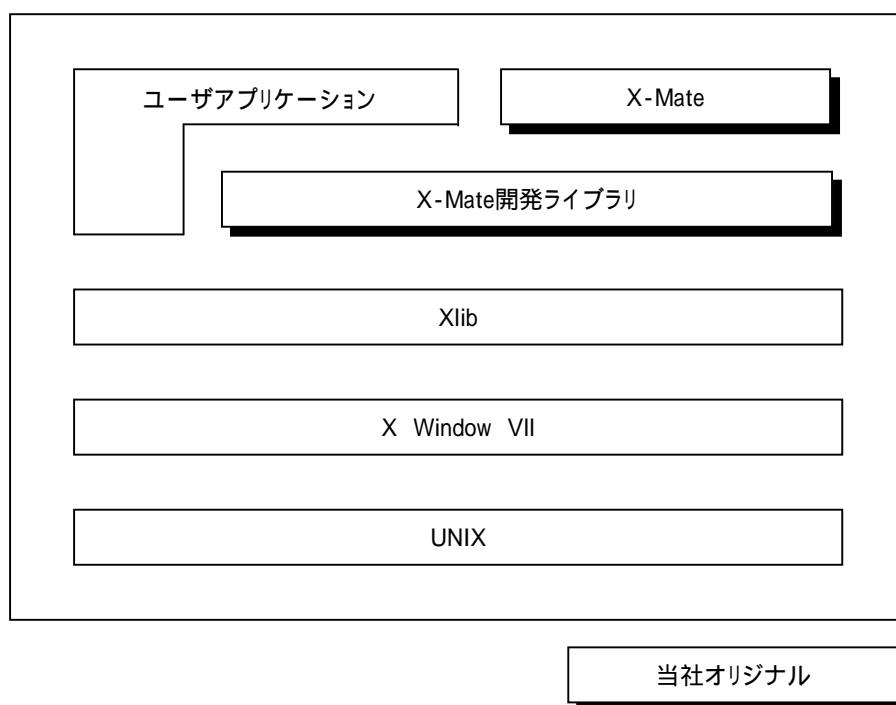 ユーザアプリケーション
X-Mate
X-Mate開発ライブラリ
Xlib
X Window VII
UNIX
当社オリジナル